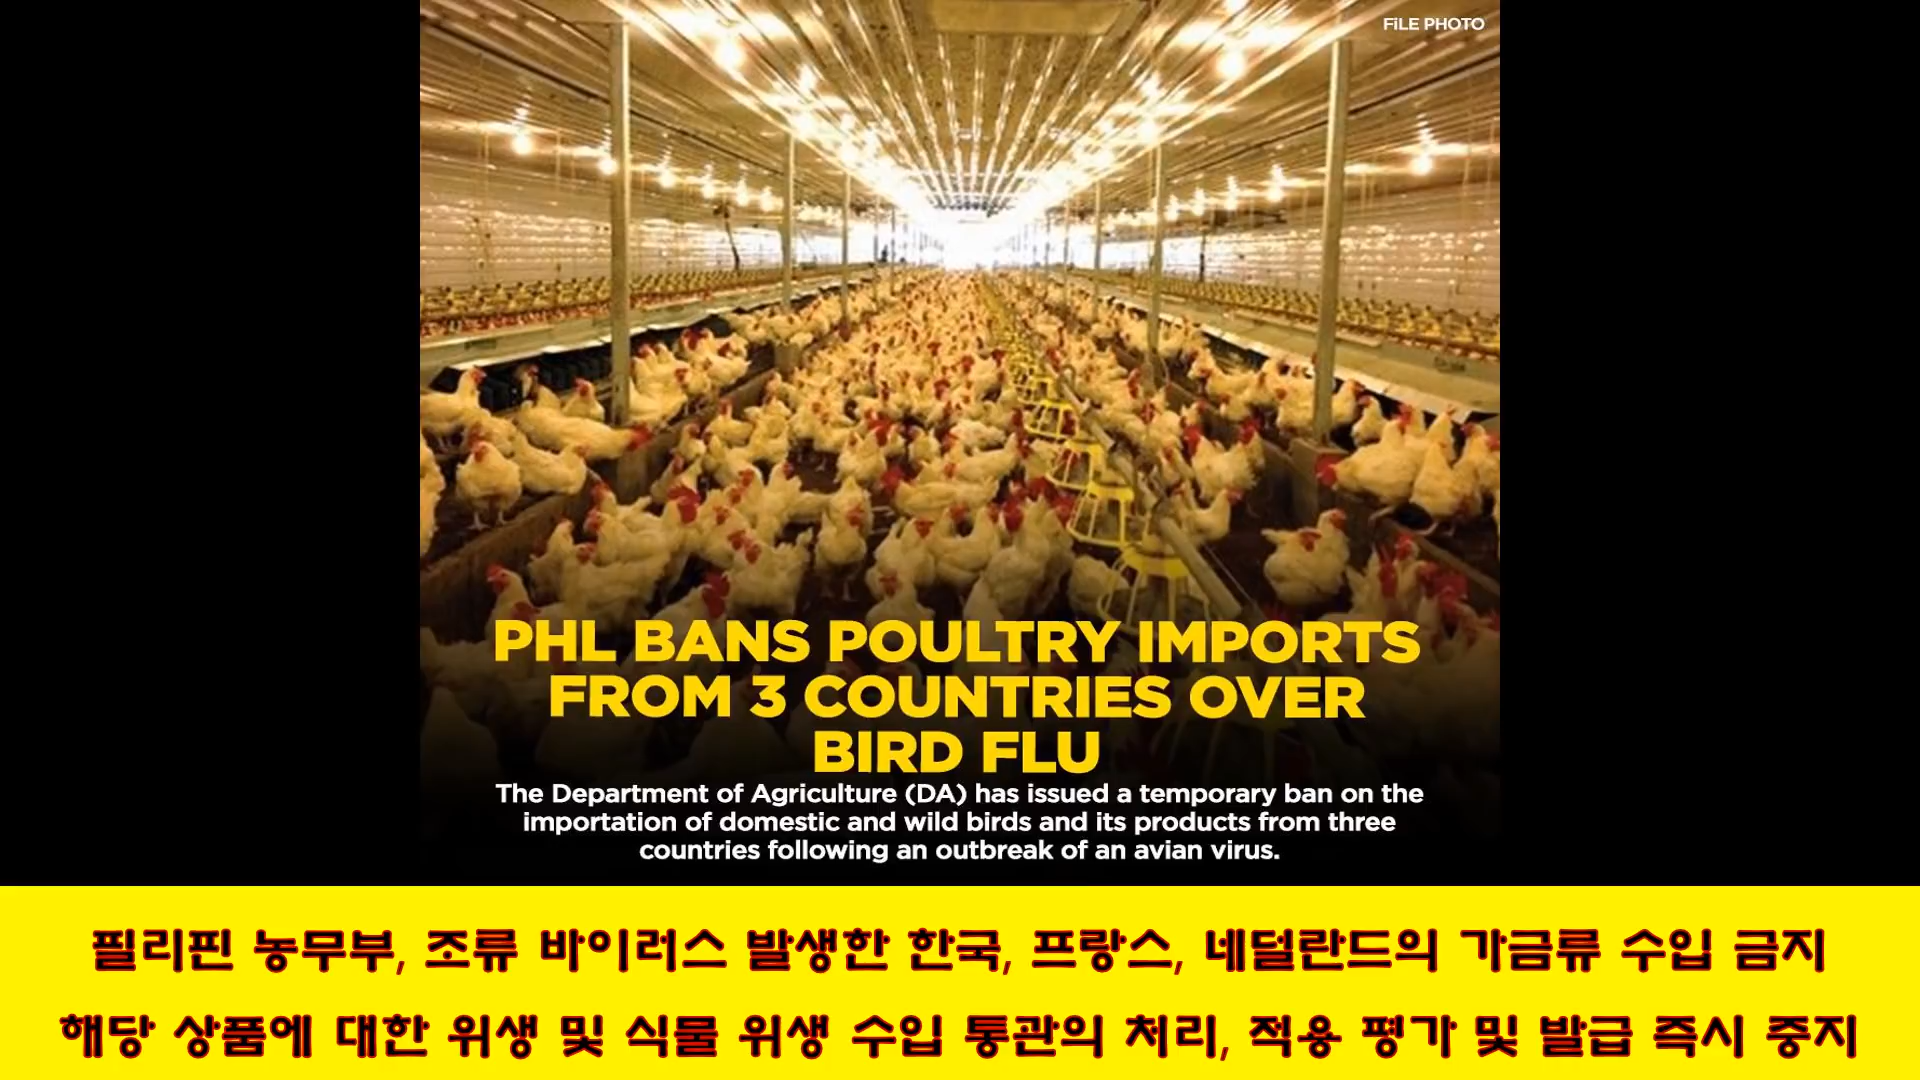 FiLE PHOTO
PHL BANS POULTRY IMPORTS
FROM 3 COUNTRIES OVER
BIRD FLU
The Department of Agriculture (DA) has issued a temporary ban on the
importation of domestic and wild birds and its products from three
countries following an outbreak of an avian virus.
필리핀 농무부, 조류 바이러스 발생한 한국, 프랑스, 네덜란드의 가금류 수입 금지
해당 상품에 대한 위생 및 식물 위생 수입 통관의 처리, 적용 평가 및 발급 즉시 중지